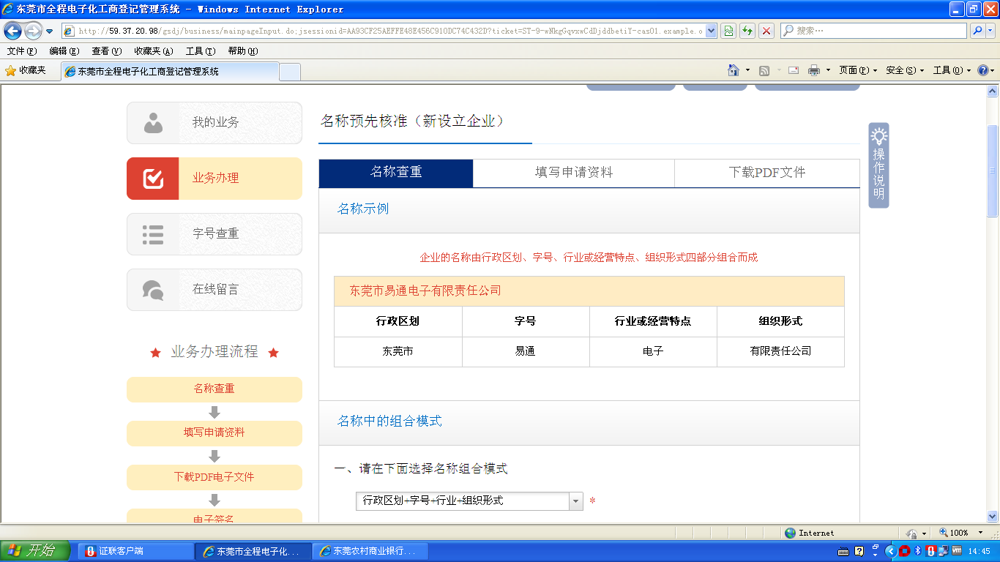 东莞市全程电子化工商登记管理系统 - Windows Internet Explorer
http://59.37.20.98/gsdj/business/mainpageInput.do;jsessionid=AA93CF25AEFFE48E456C910DC74C432D?ticket=ST-9-wNkgGqvxwCdDjddbetiY-cas01.example.o
搜索…
文件(F) 编辑(E) 查看(V) 收藏夹(A) 工具(T) 帮助(H)
收藏夹 东莞市全程电子化工商登记管理系统 页面(P) 安全(S) 工具(O)
我的业务
业务办理
字号查重
在线留言
业务办理流程
名称查重
填写申请资料
下载PDF电子文件
电子签名
名称预先核准（新设立企业）
名称查重 填写申请资料 下载PDF文件
名称示例
企业的名称由行政区划、字号、行业或经营特点、组织形式四部分组合而成
东莞市易通电子有限责任公司
行政区划 字号 行业或经营特点 组织形式
东莞市 易通 电子 有限责任公司
名称中的组合模式
一、请在下面选择名称组合模式
行政区划+字号+行业+组织形式 *
操作说明
Internet 100%
开始 证联客户端 东莞市全程电子化... 东莞农村商业银行... 14:45